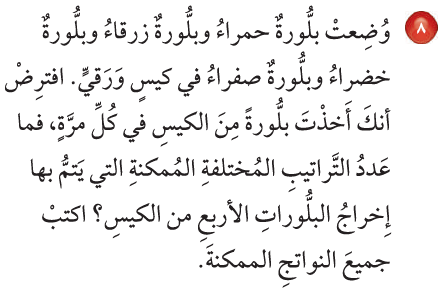 ٨ وُضِعتْ بلُّورةٌ حمراءُ وبلُّورةٌ زرقاءُ وبلُّورةٌ
خضراءُ وبلُّورةٌ صفراءُ في كيسٍ وَرَقيٍّ. افترِضْ
أنكَ أَخذْتَ بلُّورةً مِنَ الكيسِ في كُلِّ مرَّةٍ، فما
عَددُ التَّراتيبِ المُختلفةِ المُمكنةِ التي يَتمُّ بها
إِخراجُ البلُّوراتِ الأربعِ من الكيسِ؟ اكتبْ
جميعَ النواتجِ الممكنةَ.